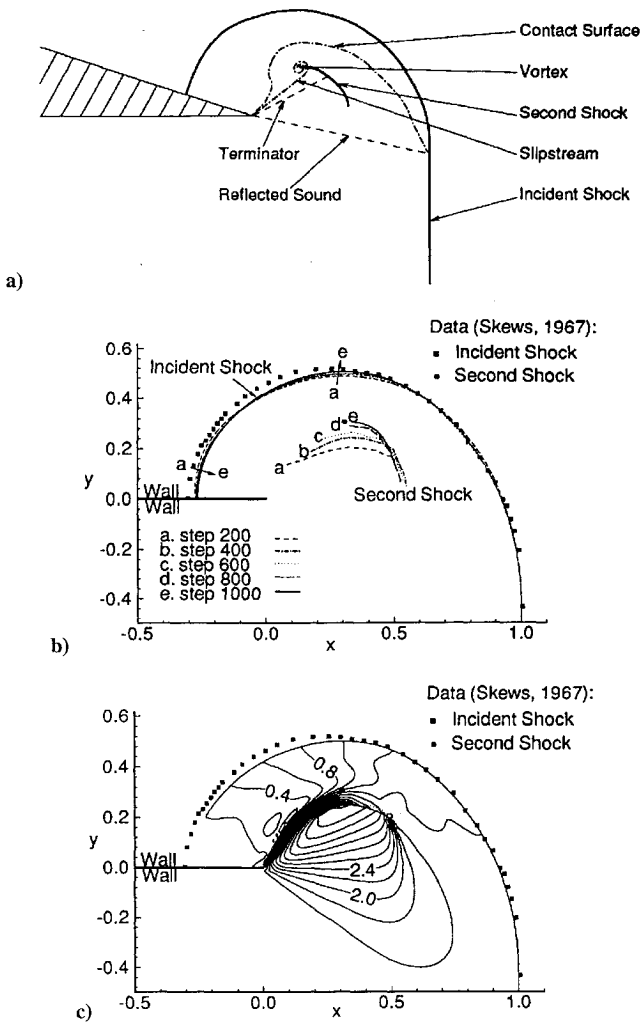 Contact Surface
Vortex
Second Shock
Terminator
Slipstream
Reflected Sound
Incident Shock
a)
Data (Skews, 1967):
Incident Shock
Second Shock
0.6
Incident Shock
e
a
0.4
d e
c
b
a
0.2
a e
y
Second Shock
0.0
Wall
Wall
a. step 200
b. step 400
c. step 600
d. step 800
e. step 1000
-0.2
-0.4
-0.5 0.0 0.5 1.0
x
b)
Data (Skews, 1967):
Incident Shock
Second Shock
0.6
0.8
0.4
0.4
0.2
y
0.0
Wall
Wall
2.4
2.0
-0.2
-0.4
-0.5 0.0 0.5 1.0
x
c)